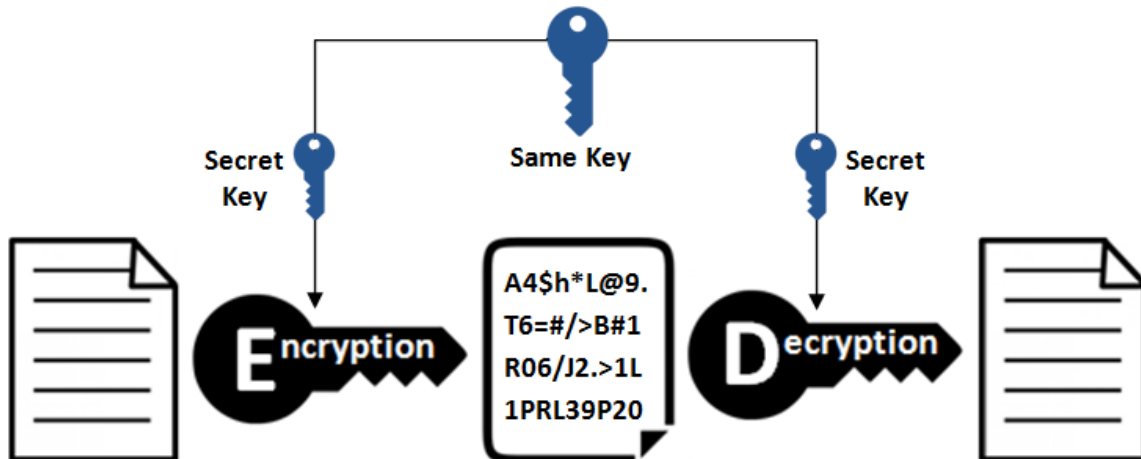 Same Key
Secret
Key
Secret
Key
Encryption
A4$h*L@9.
T6=#/>B#1
R06/J2.>1L
1PRL39P20
Decryption